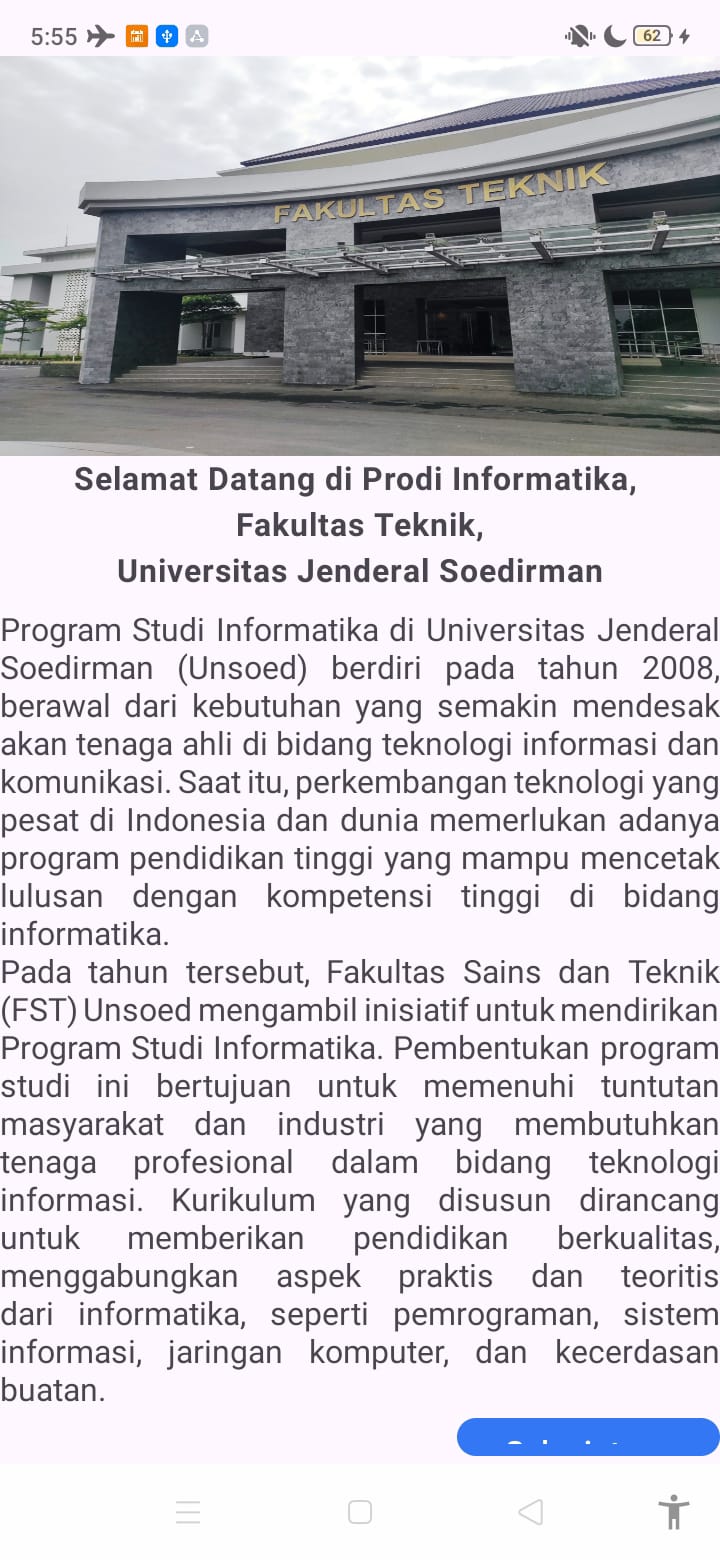 5:55
62
FAKULTAS TEKNIK
Selamat Datang di Prodi Informatika,
Fakultas Teknik,
Universitas Jenderal Soedirman
Program Studi Informatika di Universitas Jenderal
Soedirman (Unsoed) berdiri pada tahun 2008,
berawal dari kebutuhan yang semakin mendesak
akan tenaga ahli di bidang teknologi informasi dan
komunikasi. Saat itu, perkembangan teknologi yang
pesat di Indonesia dan dunia memerlukan adanya
program pendidikan tinggi yang mampu mencetak
lulusan dengan kompetensi tinggi di bidang
informatika.
Pada tahun tersebut, Fakultas Sains dan Teknik
(FST) Unsoed mengambil inisiatif untuk mendirikan
Program Studi Informatika. Pembentukan program
studi ini bertujuan untuk memenuhi tuntutan
masyarakat dan industri yang membutuhkan
tenaga profesional dalam bidang teknologi
informasi. Kurikulum yang disusun dirancang
untuk memberikan pendidikan berkualitas,
menggabungkan aspek praktis dan teoritis
dari informatika, seperti pemrograman, sistem
informasi, jaringan komputer, dan kecerdasan
buatan.